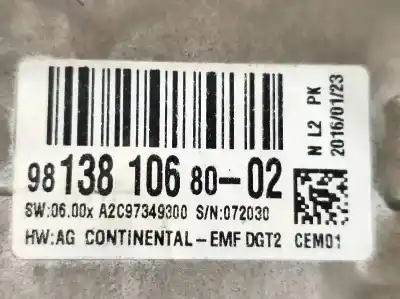 98 138 106 80-02
SW:06.00x A2C97349300 S/N:072030
HW:AG CONTINENTAL-EMF DGT2 CEM01
N L2 PK
2016/01/23